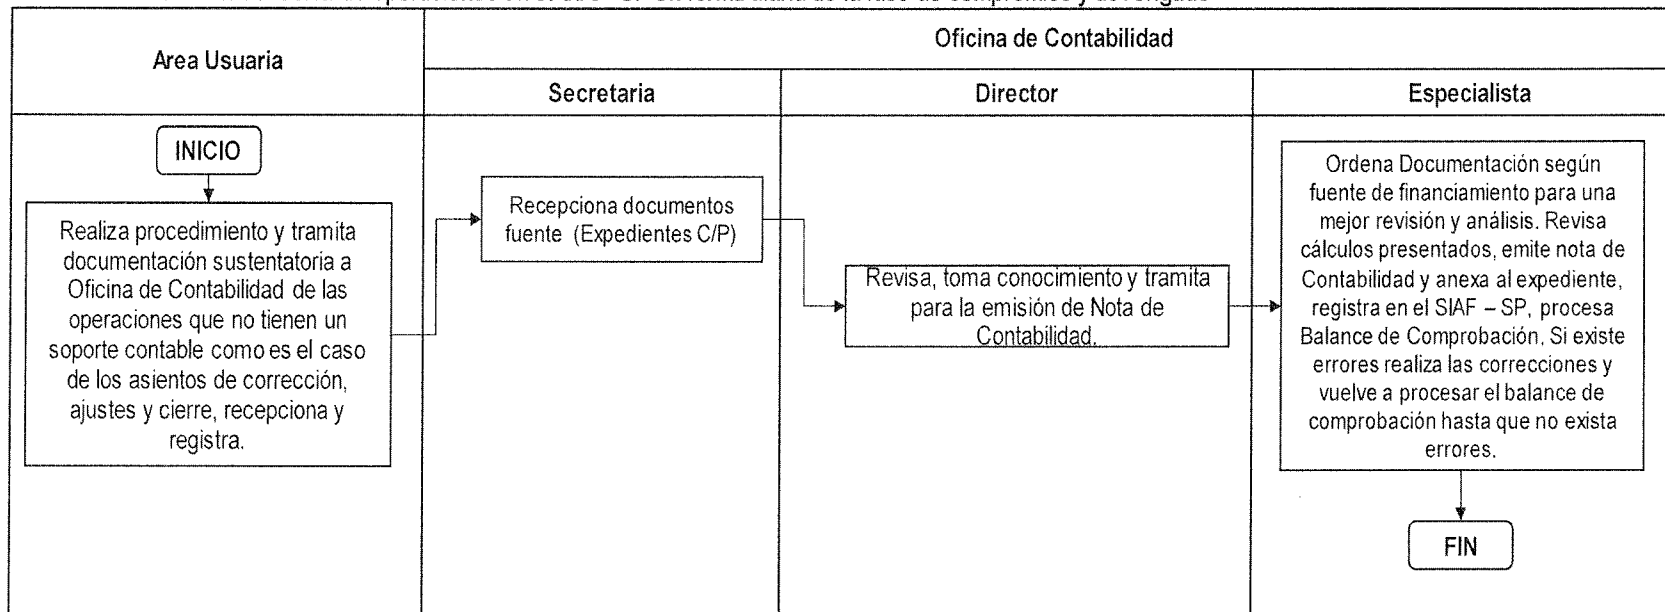 Area Usuaria
Oficina de Contabilidad
Secretaria
Director
Especialista
INICIO
Realiza procedimiento y tramita
documentación sustentatoria a
Oficina de Contabilidad de las
operaciones que no tienen un
soporte contable como es el caso
de los asientos de corrección,
ajustes y cierre, recepciona y
registra.
Recepciona documentos
fuente (Expedientes C/P)
Revisa, toma conocimiento y tramita
para la emisión de Nota de
Contabilidad.
Ordena Documentación según
fuente de financiamiento para una
mejor revisión y análisis. Revisa
cálculos presentados, emite nota de
Contabilidad y anexa al expediente,
registra en el SIAF – SP, procesa
Balance de Comprobación. Si existe
errores realiza las correcciones y
vuelve a procesar el balance de
comprobación hasta que no exista
errores.
FIN